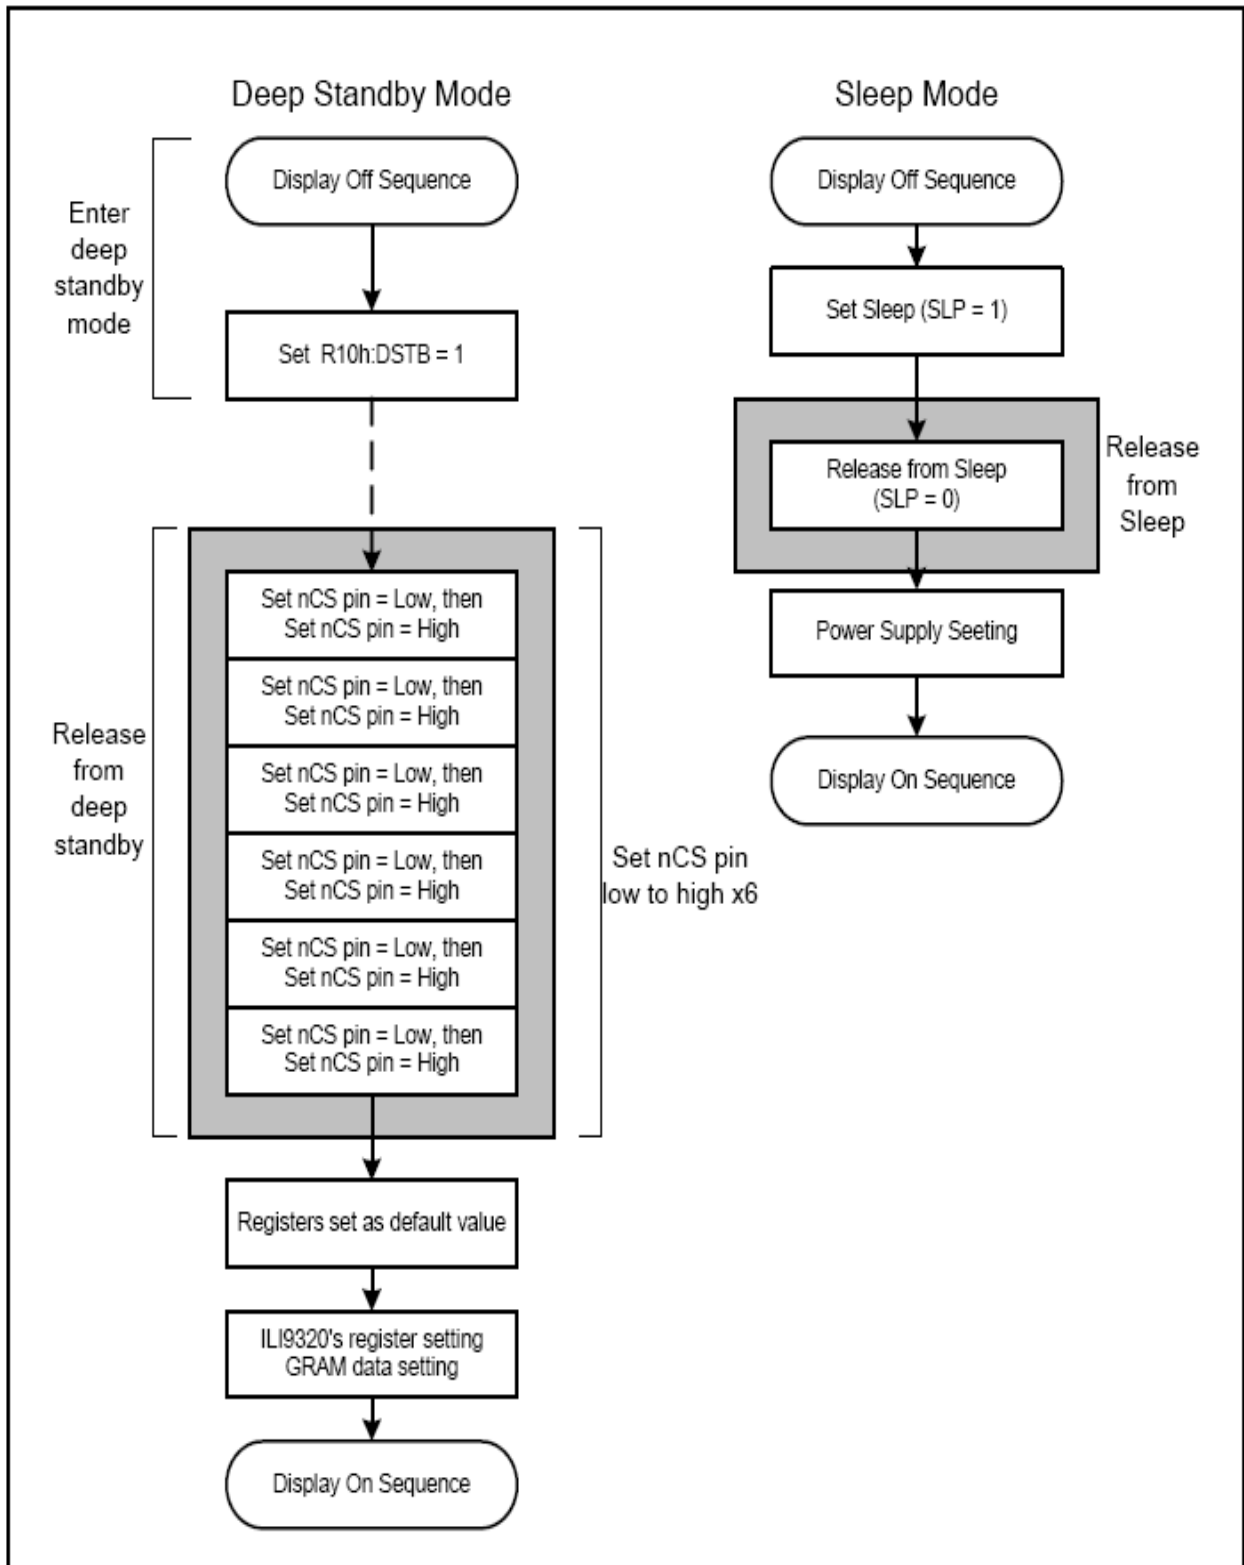 Deep Standby Mode
Enter
deep
standby
mode
Display Off Sequence
Set R10h:DSTB = 1
Release
from
deep
standby
Set nCS pin = Low, then
Set nCS pin = High
Set nCS pin = Low, then
Set nCS pin = High
Set nCS pin = Low, then
Set nCS pin = High
Set nCS pin = Low, then
Set nCS pin = High
Set nCS pin = Low, then
Set nCS pin = High
Set nCS pin = Low, then
Set nCS pin = High
Set nCS pin
low to high x6
Registers set as default value
ILI9320's register setting
GRAM data setting
Display On Sequence
Sleep Mode
Display Off Sequence
Set Sleep (SLP = 1)
Release from Sleep
(SLP = 0)
Release
from
Sleep
Power Supply Seeting
Display On Sequence